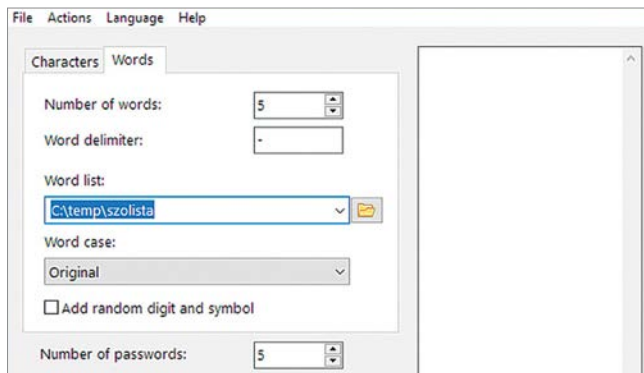 File Actions Language Help
Characters Words
Number of words: 5
Word delimiter: -
Word list:
C:\temp\szolista
Word case:
Original
Add random digit and symbol
Number of passwords: 5